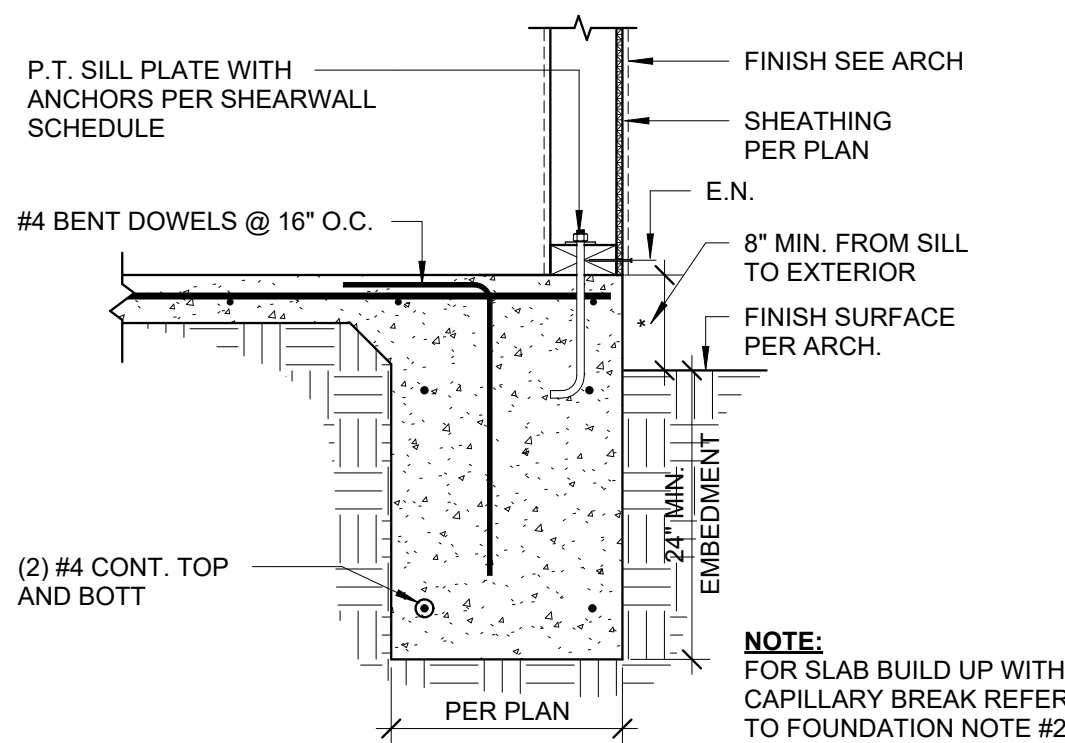 P.T. SILL PLATE WITH
ANCHORS PER SHEARWALL
SCHEDULE
#4 BENT DOWELS @ 16" O.C.
(2) #4 CONT. TOP
AND BOTT
FINISH SEE ARCH
SHEATHING
PER PLAN
E.N.
8" MIN. FROM SILL
TO EXTERIOR
*
FINISH SURFACE
PER ARCH.
24" MIN.
EMBEDMENT
PER PLAN
NOTE:
FOR SLAB BUILD UP WITH
CAPILLARY BREAK REFER
TO FOUNDATION NOTE #2